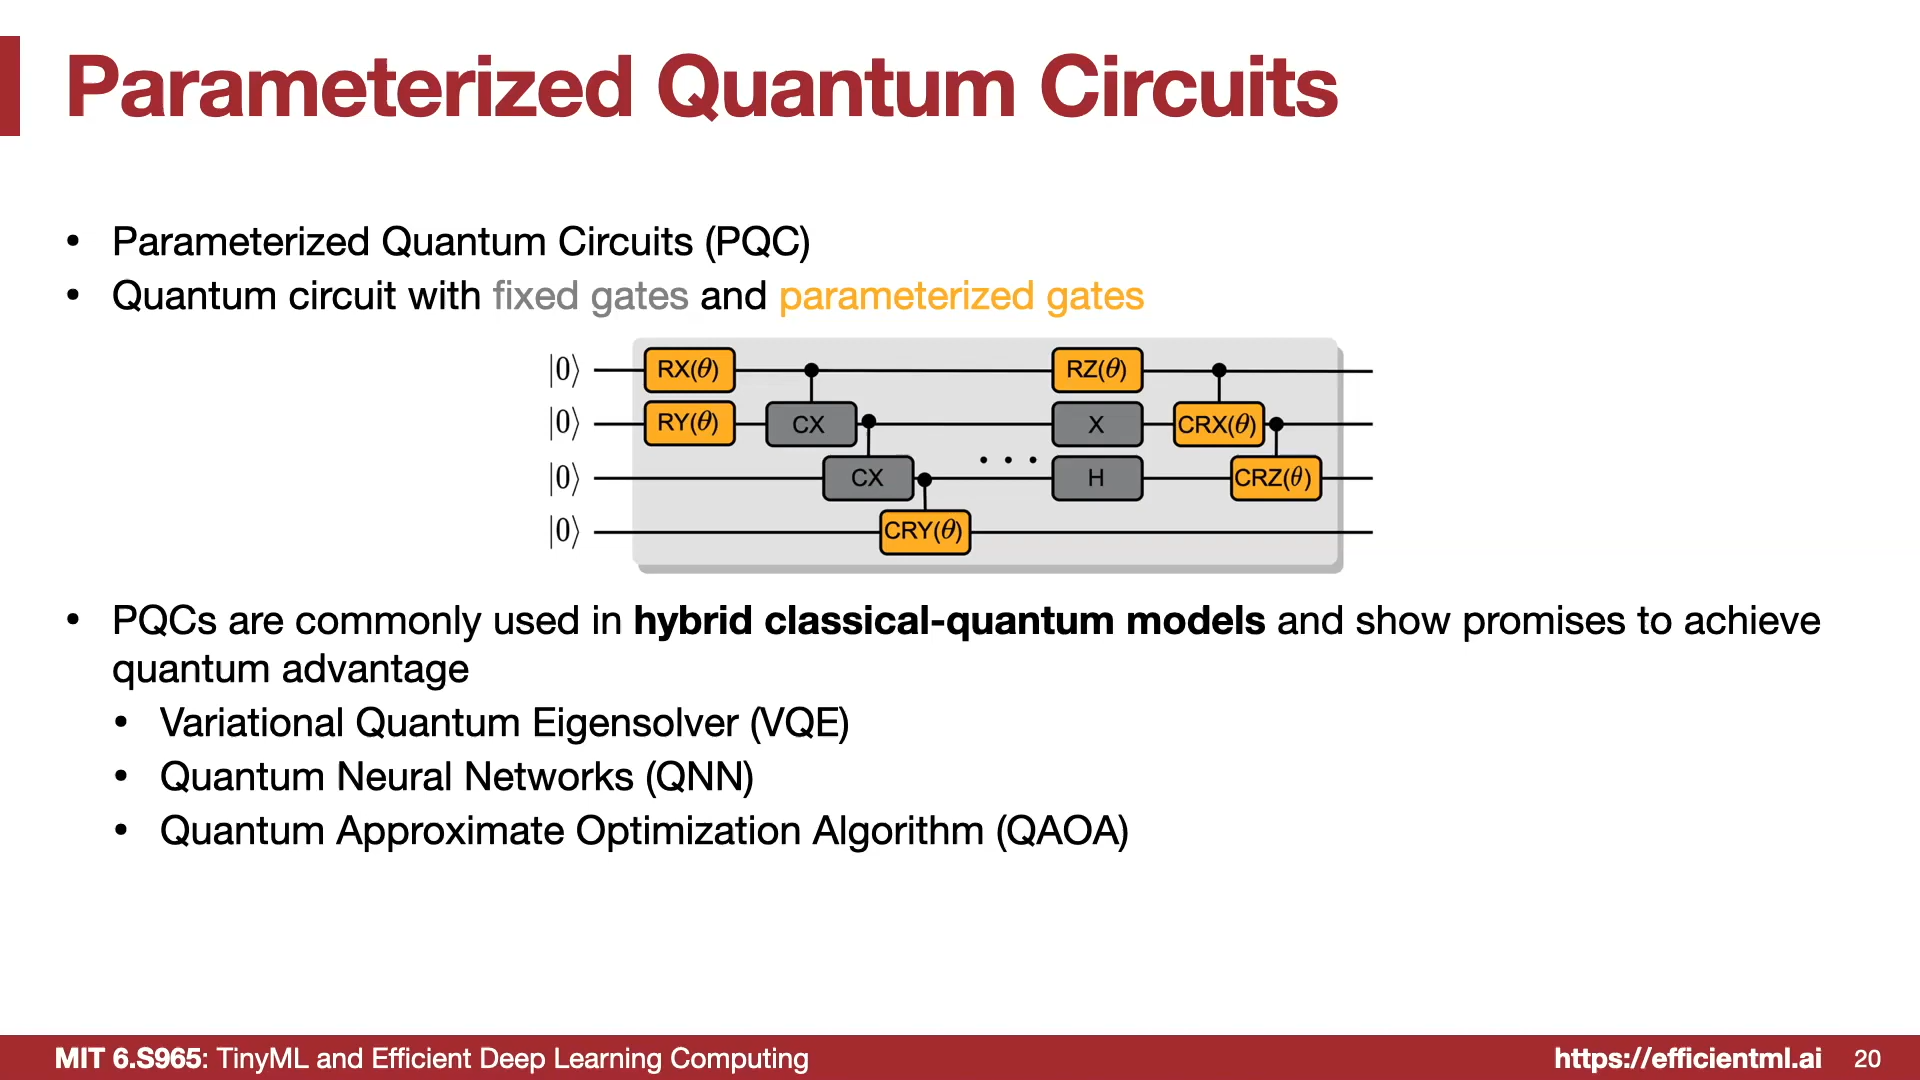 Parameterized Quantum Circuits
• Parameterized Quantum Circuits (PQC)
• Quantum circuit with fixed gates and parameterized gates
|0⟩ RX(θ) RZ(θ)
|0⟩ RY(θ) CX X CRX(θ)
|0⟩ CX • • • H CRZ(θ)
|0⟩ CRY(θ)
• PQCs are commonly used in hybrid classical-quantum models and show promises to achieve
quantum advantage
• Variational Quantum Eigensolver (VQE)
• Quantum Neural Networks (QNN)
• Quantum Approximate Optimization Algorithm (QAOA)
MIT 6.S965: TinyML and Efficient Deep Learning Computing https://efficientml.ai 20